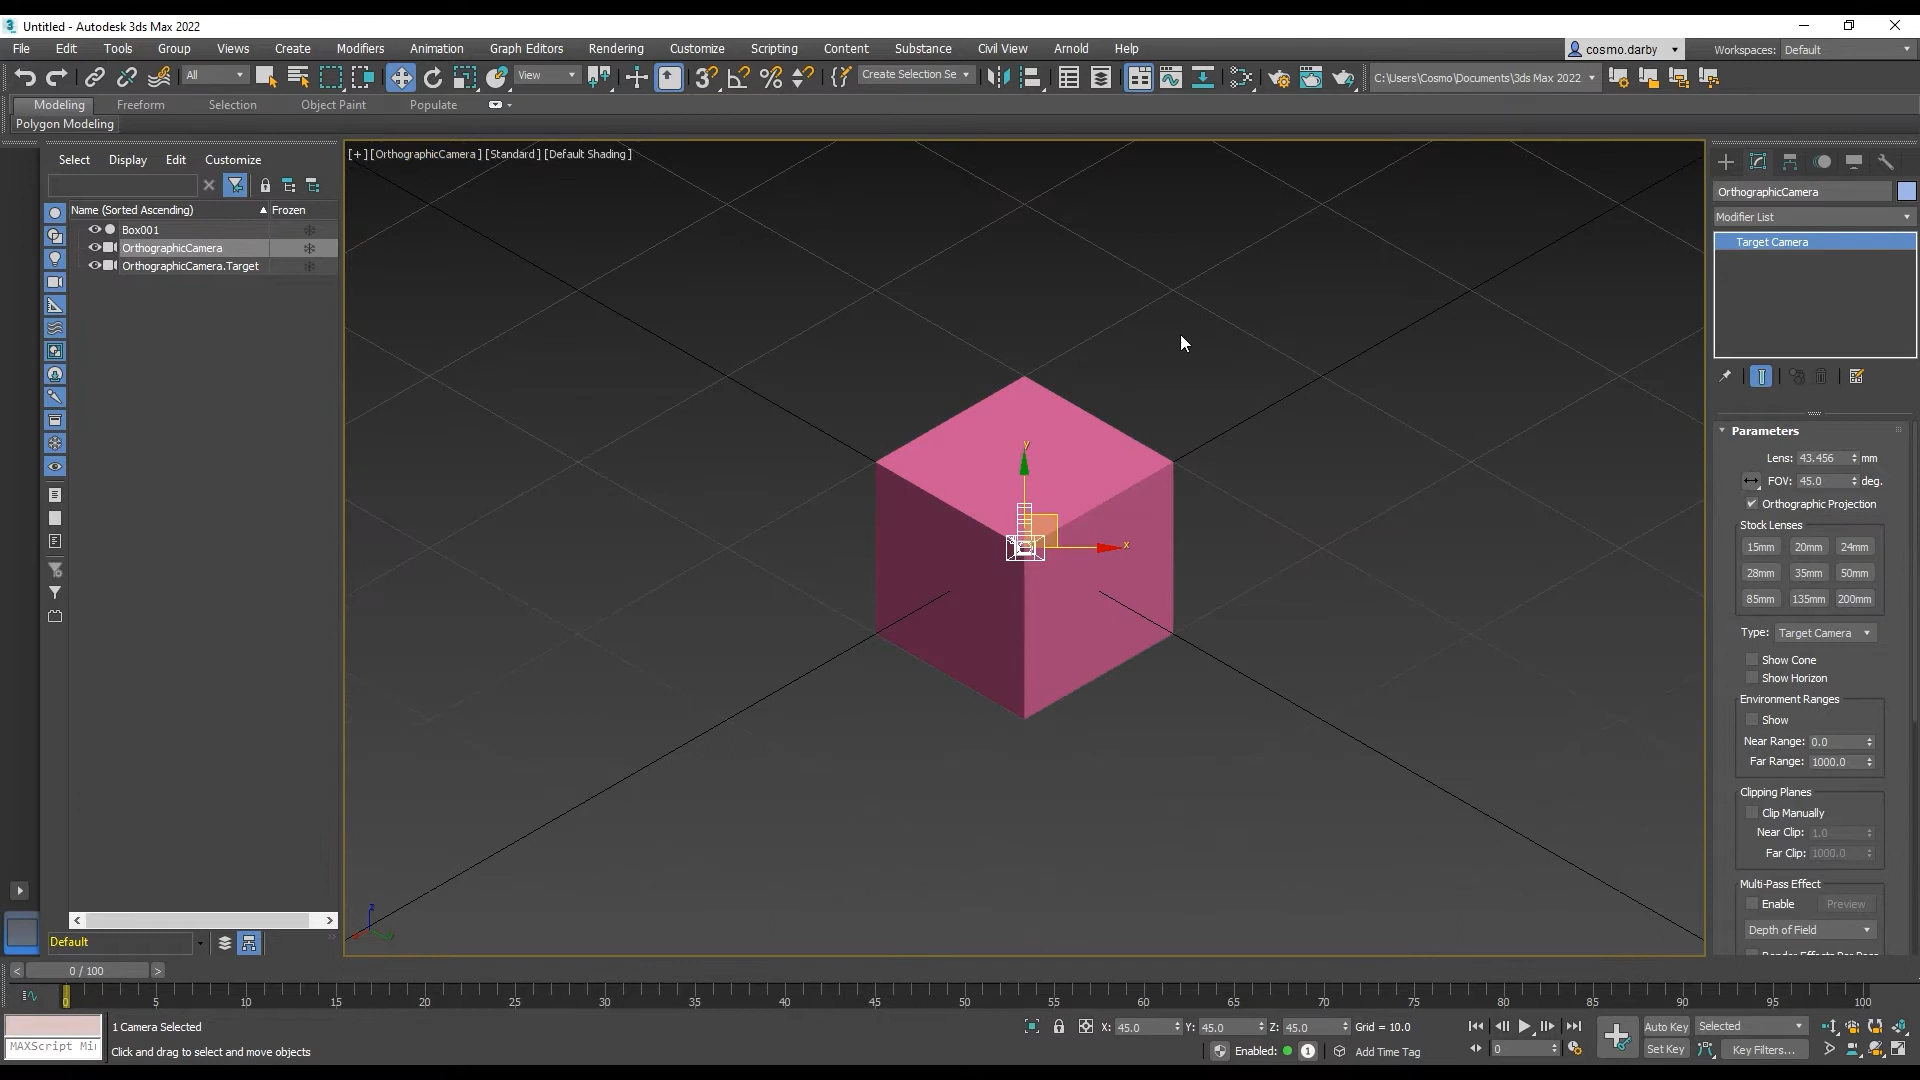 Untitled - Autodesk 3ds Max 2022
File Edit Tools Group Views Create Modifiers Animation Graph Editors Rendering Customize Scripting Content Substance Civil View Arnold Help cosmo.darby Workspaces: Default
All View Create Selection Se C:\Users\Cosmo\Documents\3ds Max 2022
Modeling Freeform Selection Object Paint Populate
Polygon Modeling
Select Display Edit Customize
Name (Sorted Ascending) Frozen
Box001
OrthographicCamera
OrthographicCamera.Target
Default
[+] [OrthographicCamera ] [Standard ] [Default Shading ]
y
x
z
OrthographicCamera
Modifier List
Target Camera
Parameters
Lens: 43.456 mm
FOV: 45.0 deg.
Orthographic Projection
Stock Lenses
15mm 20mm 24mm
28mm 35mm 50mm
85mm 135mm 200mm
Type: Target Camera
Show Cone
Show Horizon
Environment Ranges
Show
Near Range: 0.0
Far Range: 1000.0
Clipping Planes
Clip Manually
Near Clip: 1.0
Far Clip: 1000.0
Multi-Pass Effect
Enable Preview
Depth of Field
Render Effects Per Pass
< 0 / 100 >
0 5 10 15 20 25 30 35 40 45 50 55 60 65 70 75 80 85 90 95 100
1 Camera Selected X: 45.0 Y: 45.0 Z: 45.0 Grid = 10.0 Auto Key Selected
MAXScript Mi Click and drag to select and move objects Enabled: 1 Add Time Tag 0 Set Key Key Filters...